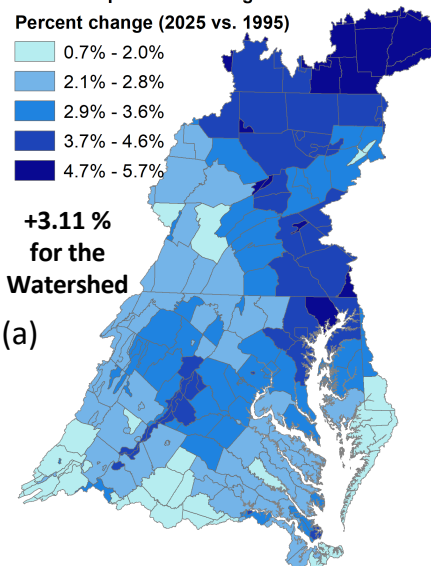 Percent change (2025 vs. 1995)
0.7% - 2.0%
2.1% - 2.8%
2.9% - 3.6%
3.7% - 4.6%
4.7% - 5.7%
+3.11 %
for the
Watershed
(a)